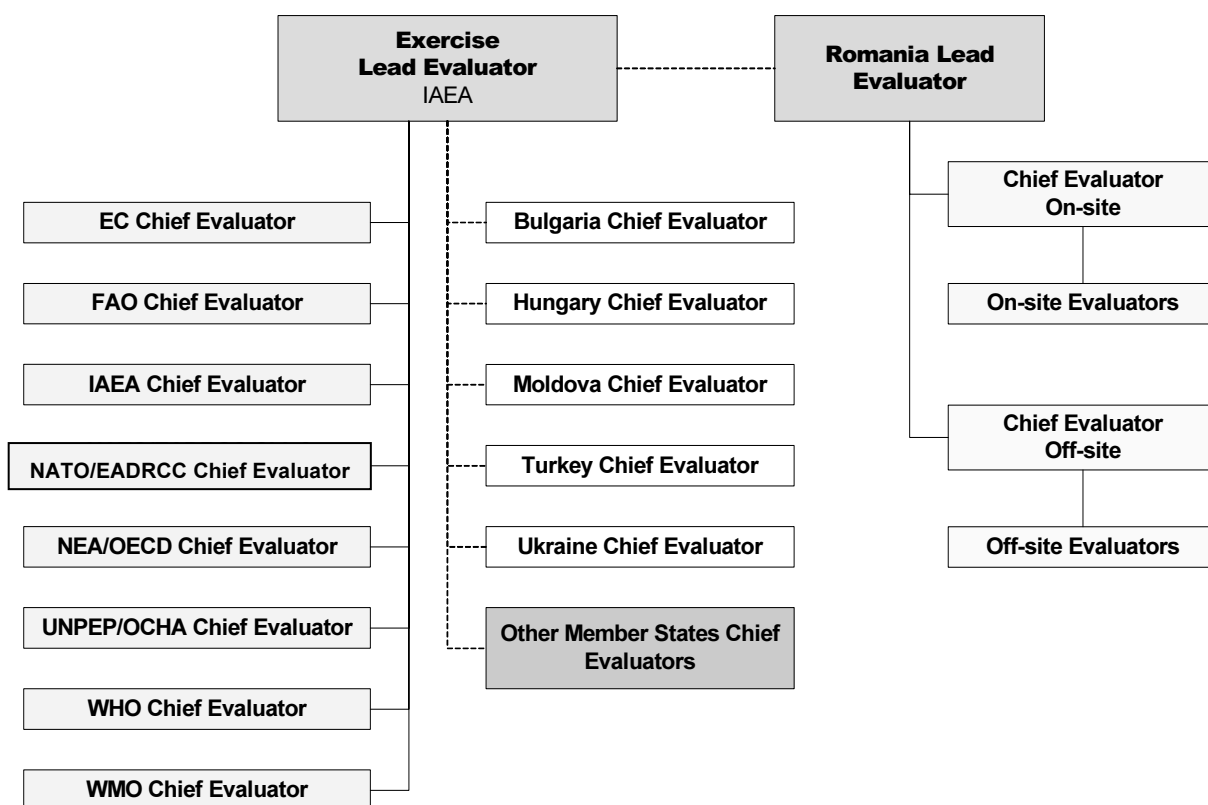 Exercise
Lead Evaluator
IAEA
Romania Lead
Evaluator
EC Chief Evaluator
FAO Chief Evaluator
IAEA Chief Evaluator
NATO/EADRCC Chief Evaluator
NEA/OECD Chief Evaluator
UNPEP/OCHA Chief Evaluator
WHO Chief Evaluator
WMO Chief Evaluator
Bulgaria Chief Evaluator
Hungary Chief Evaluator
Moldova Chief Evaluator
Turkey Chief Evaluator
Ukraine Chief Evaluator
Other Member States Chief
Evaluators
Chief Evaluator
On-site
On-site Evaluators
Chief Evaluator
Off-site
Off-site Evaluators